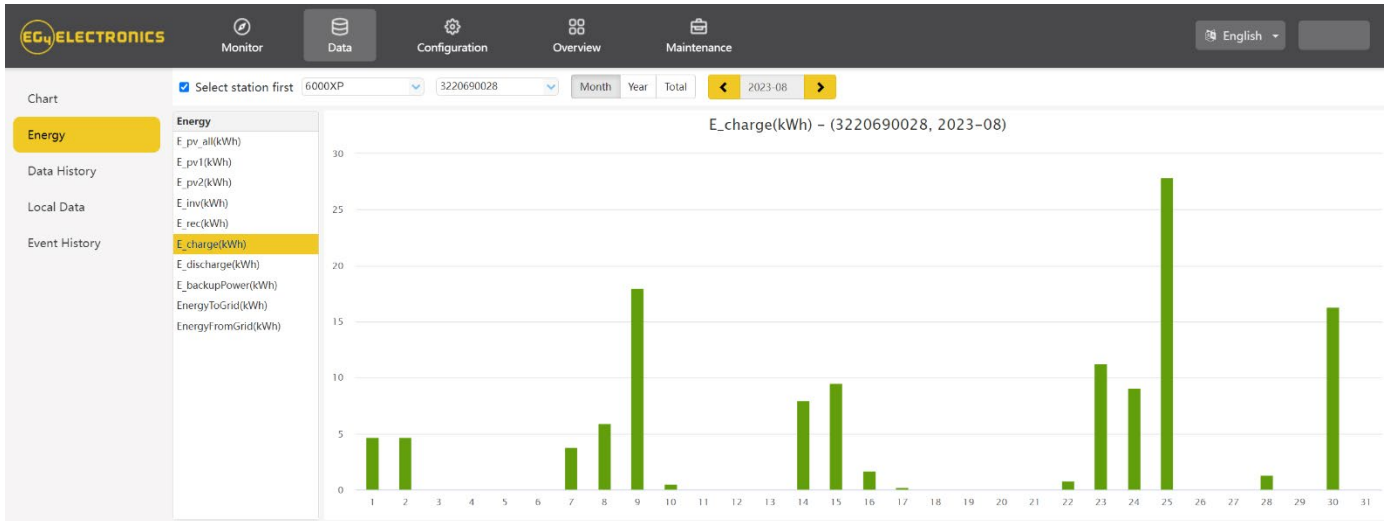 EG4 ELECTRONICS
Monitor
Data
Configuration
Overview
Maintenance
English
Chart
Energy
Data History
Local Data
Event History
Select station first
6000XP
3220690028
Month
Year
Total
2023-08
Energy
E_pv_all(kWh)
E_pv1(kWh)
E_pv2(kWh)
E_inv(kWh)
E_rec(kWh)
E_charge(kWh)
E_discharge(kWh)
E_backupPower(kWh)
EnergyToGrid(kWh)
EnergyFromGrid(kWh)
E_charge(kWh) - (3220690028, 2023-08)
30
25
20
15
10
5
0
1 2 3 4 5 6 7 8 9 10 11 12 13 14 15 16 17 18 19 20 21 22 23 24 25 26 27 28 29 30 31